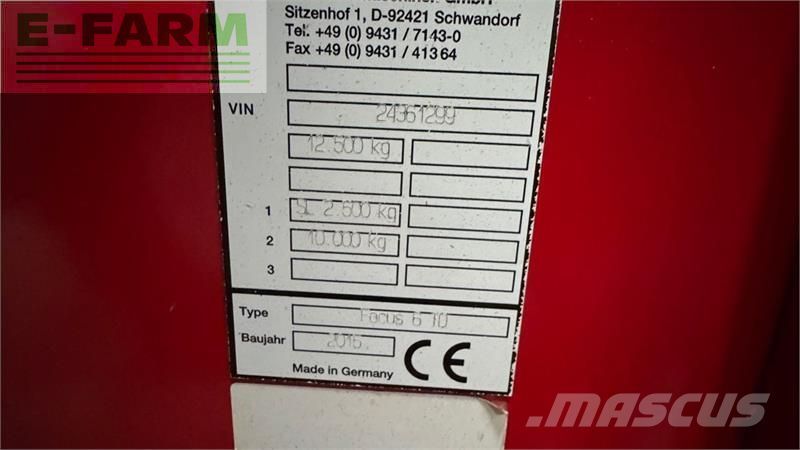 E-FARM
GmbH
Sitzenhof 1, D-92421 Schwandorf
Tel. +49 (0) 9431 / 7143-0
Fax +49 (0) 9431 / 41364
VIN 24361299
12.500 kg
1 SL 2.500 kg
2 10.000 kg
3
Type Focus 6 TD
Baujahr 2015
CE
Made in Germany
MASCUS